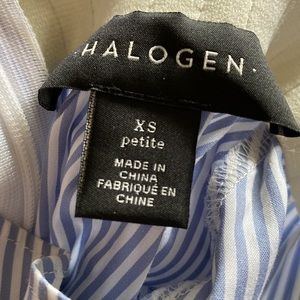 ·HALOGEN·
XS
petite
MADE IN
CHINA
FABRIQUÉ EN
CHINE